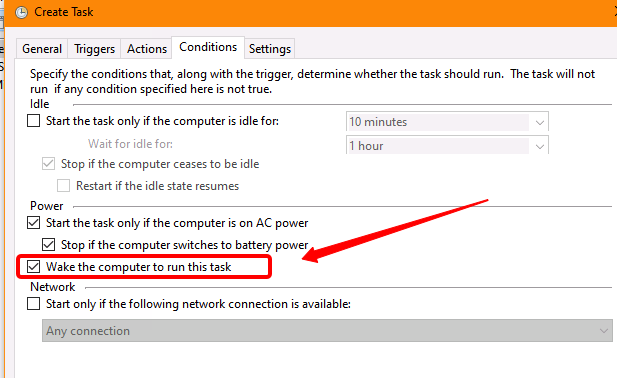 Create Task
General Triggers Actions Conditions Settings
Specify the conditions that, along with the trigger, determine whether the task should run. The task will not
run if any condition specified here is not true.
Idle
Start the task only if the computer is idle for: 10 minutes
Wait for idle for: 1 hour
Stop if the computer ceases to be idle
Restart if the idle state resumes
Power
Start the task only if the computer is on AC power
Stop if the computer switches to battery power
Wake the computer to run this task
Network
Start only if the following network connection is available:
Any connection